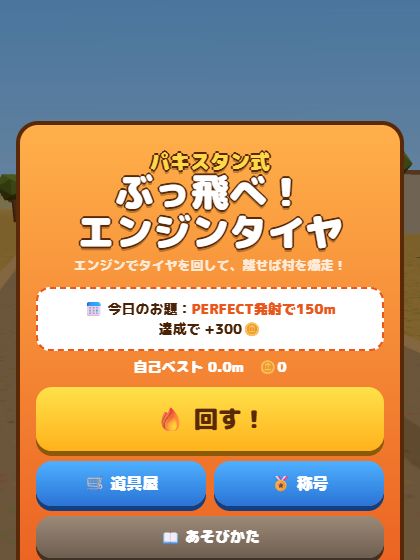 パキスタン式
ぶっ飛べ！
エンジンタイヤ
エンジンでタイヤを回して、離せば村を爆走！
今日のお題：PERFECT発射で150m
達成で +300
自己ベスト 0.0m 0
回す！
道具屋
称号
あそびかた